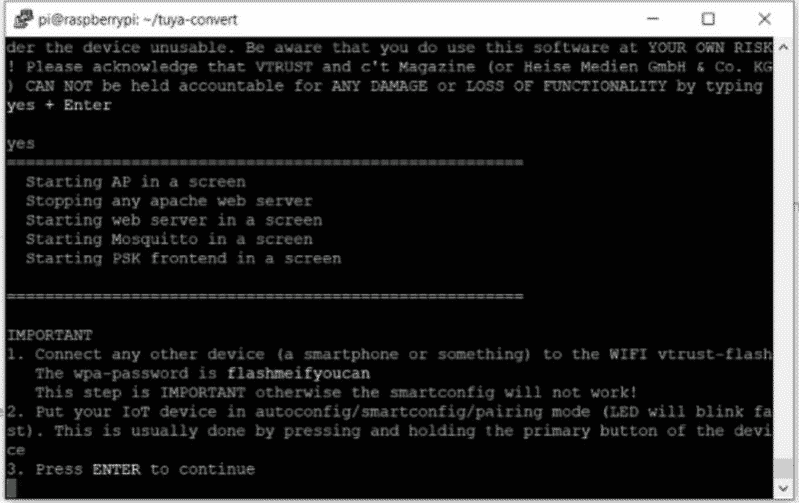 pi@raspberrypi: ~/tuya-convert
der the device unusable. Be aware that you do use this software at YOUR OWN RISK
! Please acknowledge that VTRUST and c't Magazine (or Heise Medien GmbH & Co. KG
) CAN NOT be held accountable for ANY DAMAGE or LOSS OF FUNCTIONALITY by typing
yes + Enter
yes
======================================================
Starting AP in a screen
Stopping any apache web server
Starting web server in a screen
Starting Mosquitto in a screen
Starting PSK frontend in a screen
======================================================
IMPORTANT
1. Connect any other device (a smartphone or something) to the WIFI vtrust-flash
The wpa-password is flashmeifyoucan
This step is IMPORTANT otherwise the smartconfig will not work!
2. Put your IoT device in autoconfig/smartconfig/pairing mode (LED will blink fa
st). This is usually done by pressing and holding the primary button of the devi
ce
3. Press ENTER to continue